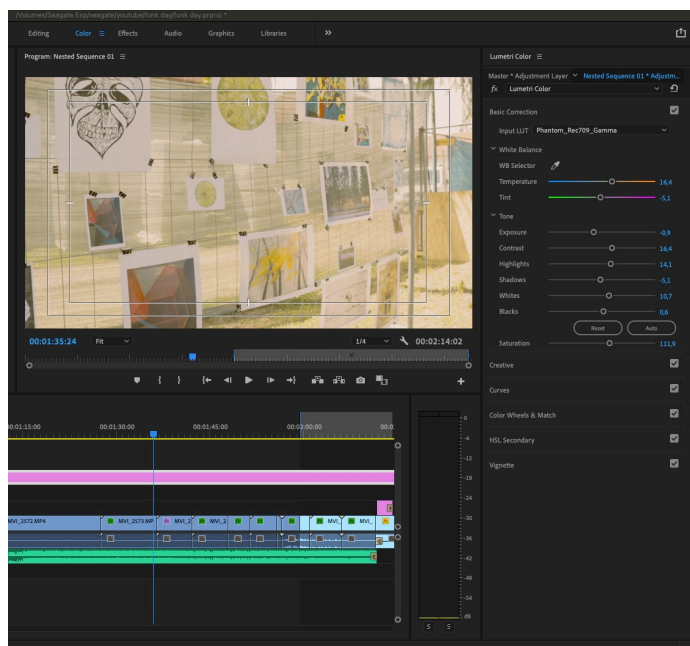 /Volumes/Seagate Exp/seagate/youtube/funk day/funk day.prproj *
Editing Color Effects Audio Graphics Libraries >>
Program: Nested Sequence 01
00:01:35:24 Fit 1/4 00:02:14:02
Lumetri Color
Master * Adjustment Layer Nested Sequence 01 * Adjustm...
fx Lumetri Color
Basic Correction
Input LUT Phantom_Rec709_Gamma
White Balance
WB Selector
Temperature 16,4
Tint -5,1
Tone
Exposure -0,9
Contrast 16,4
Highlights 14,1
Shadows -5,1
Whites 10,7
Blacks 0,6
Reset Auto
Saturation 111,9
Creative
Curves
Color Wheels & Match
HSL Secondary
Vignette
0:01:15:00 00:01:30:00 00:01:45:00 00:02:00:00 00:0
MVI_2572.MP4 MVI_2573.MP MVI_2 MVI_2 MVI_ MVI_
0
-6
-12
-18
-24
-30
-36
-42
-48
-54
dB
S S